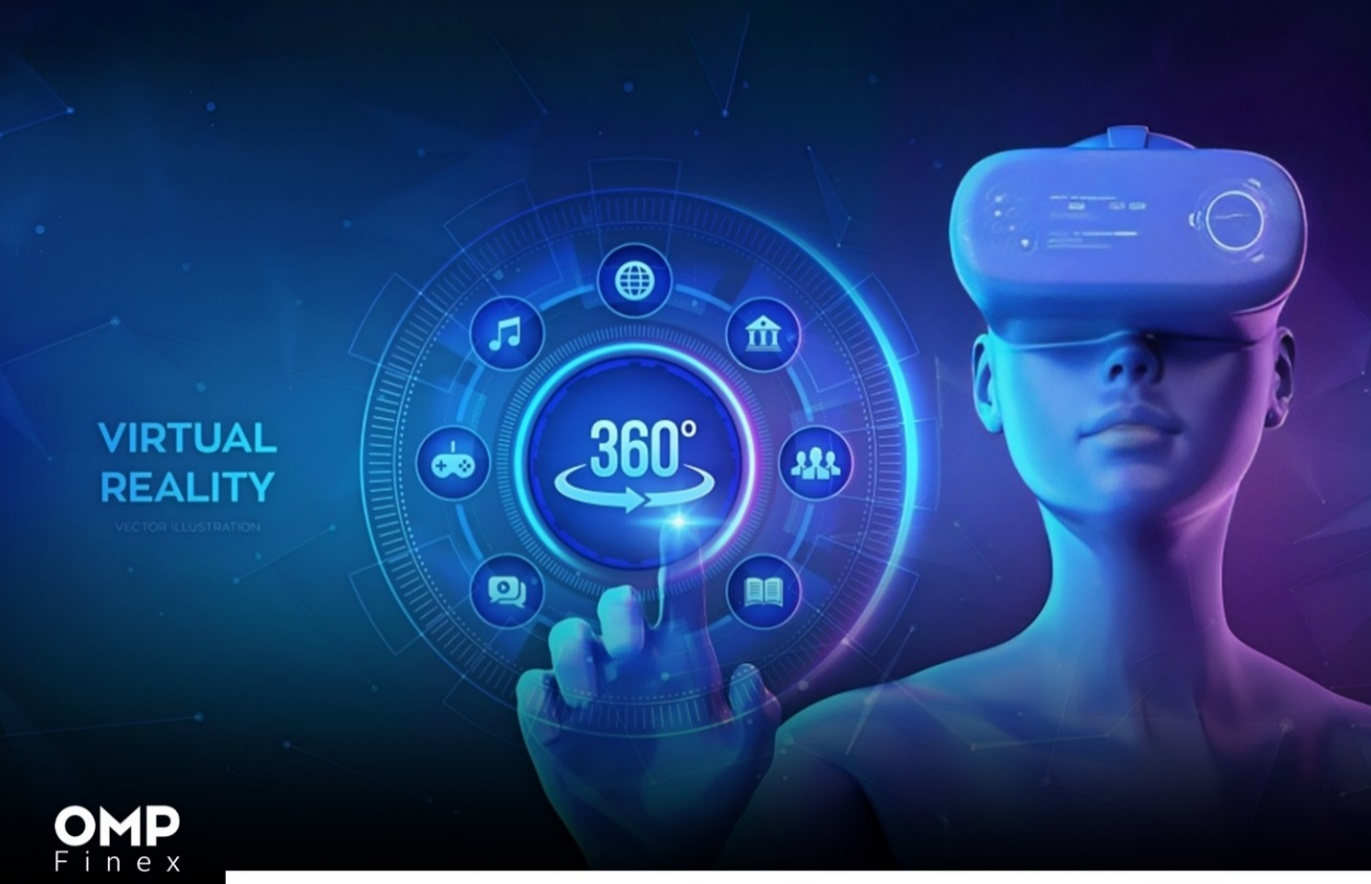 VIRTUAL
REALITY
VECTOR ILLUSTRATION
360°
OMP
Finex